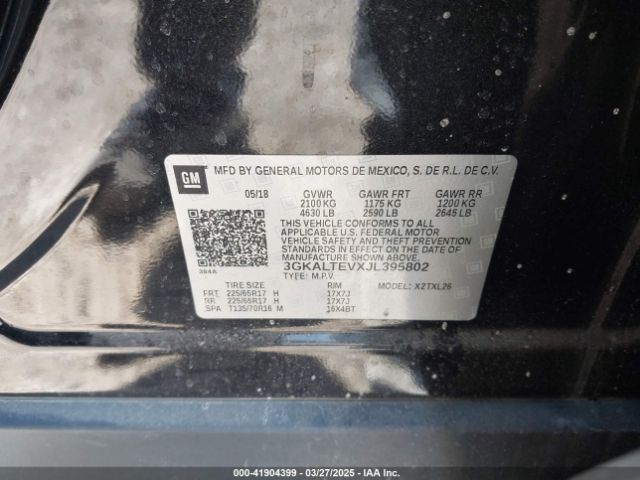 GM
MFD BY GENERAL MOTORS DE MEXICO, S. DE R.L. DE C.V.
05/18 GVWR GAWR FRT GAWR RR
2100 KG 1175 KG 1200 KG
4630 LB 2590 LB 2645 LB
THIS VEHICLE CONFORMS TO ALL
APPLICABLE U.S. FEDERAL MOTOR
VEHICLE SAFETY AND THEFT
PREVENTION STANDARDS IN EFFECT
ON THE DATE OF
MANUFACTURE SHOWN ABOVE.
384A 3GKALTEVXJL395802
TYPE: M.P.V.
TIRE SIZE RIM MODEL: X2TXL26
FRT 225/65R17 H 17X7J
RR 225/65R17 H 17X7J
SPA T135/70R16 M 16X4BT
000-41904399 — 03/27/2025 — IAA, Inc.